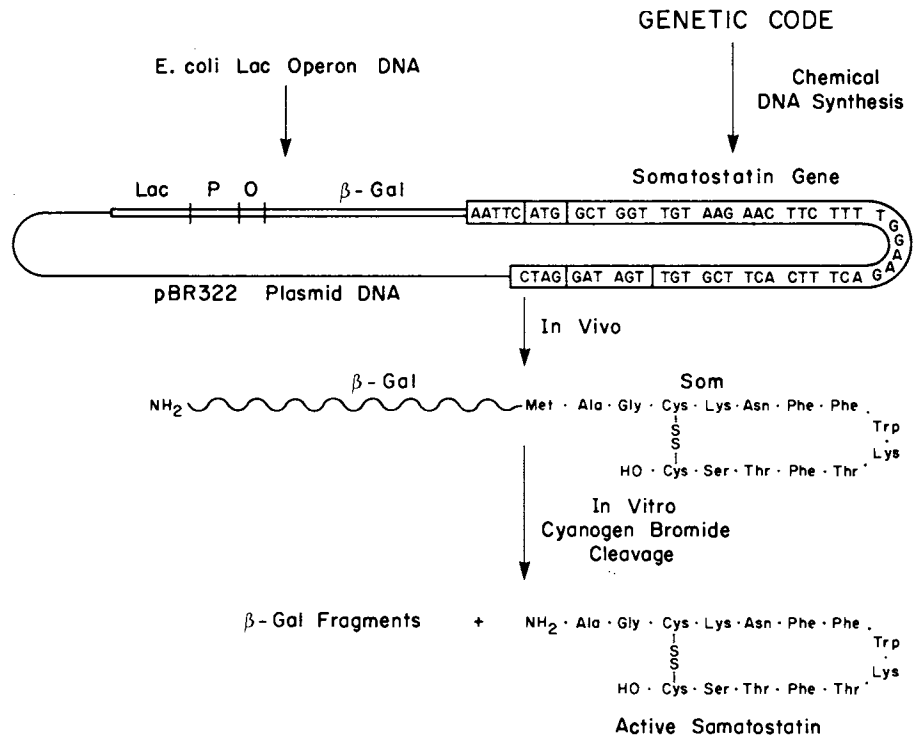 GENETIC CODE
E. coli Lac Operon DNA
Chemical
DNA Synthesis
Somatostatin Gene
Lac P O β-Gal
AATTC ATG GCT GGT TGT AAG AAC TTC TTT T
G
G
A
A
CTAG GAT AGT TGT GCT TCA CTT TCA G
pBR322 Plasmid DNA
In Vivo
β-Gal Som
NH2 Met · Ala · Gly · Cys · Lys · Asn · Phe · Phe ·
Trp
S
S
Lys
HO · Cys · Ser · Thr · Phe · Thr ·
In Vitro
Cyanogen Bromide
Cleavage
β-Gal Fragments + NH2 · Ala · Gly · Cys · Lys · Asn · Phe · Phe ·
Trp
S
S
Lys
HO · Cys · Ser · Thr · Phe · Thr ·
Active Samatostatin